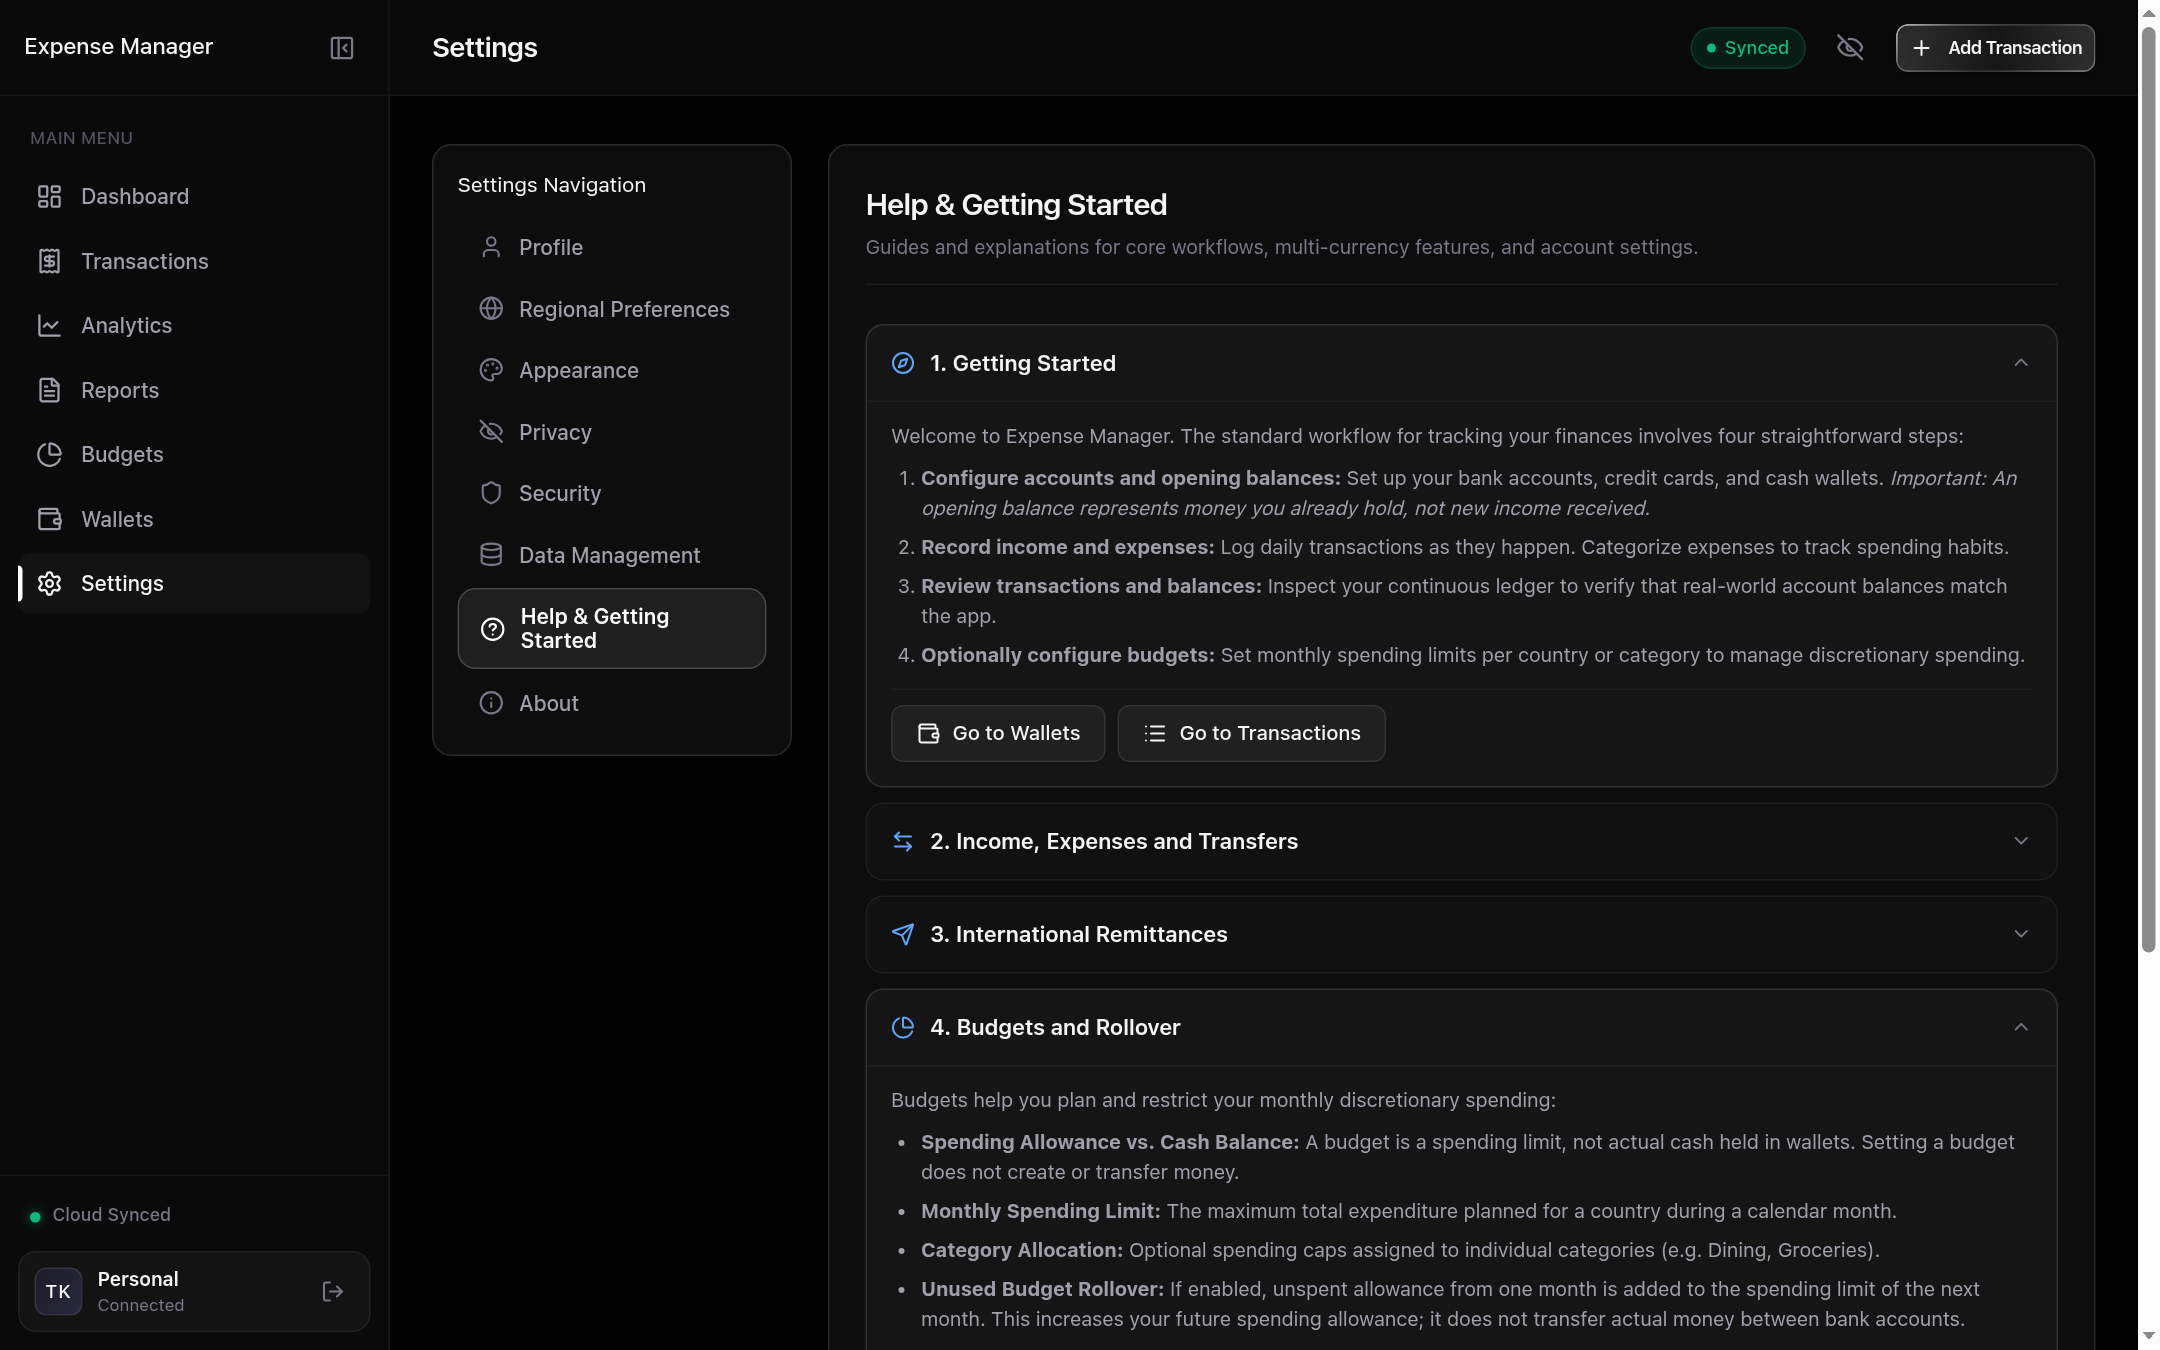 Expense Manager
MAIN MENU
Dashboard
Transactions
Analytics
Reports
Budgets
Wallets
Settings
Cloud Synced
TK
Personal
Connected
Settings
Synced
Add Transaction
Settings Navigation
Profile
Regional Preferences
Appearance
Privacy
Security
Data Management
Help & Getting
Started
About
Help & Getting Started
Guides and explanations for core workflows, multi-currency features, and account settings.
1. Getting Started
Welcome to Expense Manager. The standard workflow for tracking your finances involves four straightforward steps:
1. Configure accounts and opening balances: Set up your bank accounts, credit cards, and cash wallets. Important: An
opening balance represents money you already hold, not new income received.
2. Record income and expenses: Log daily transactions as they happen. Categorize expenses to track spending habits.
3. Review transactions and balances: Inspect your continuous ledger to verify that real-world account balances match
the app.
4. Optionally configure budgets: Set monthly spending limits per country or category to manage discretionary spending.
Go to Wallets
Go to Transactions
2. Income, Expenses and Transfers
3. International Remittances
4. Budgets and Rollover
Budgets help you plan and restrict your monthly discretionary spending:
• Spending Allowance vs. Cash Balance: A budget is a spending limit, not actual cash held in wallets. Setting a budget
does not create or transfer money.
• Monthly Spending Limit: The maximum total expenditure planned for a country during a calendar month.
• Category Allocation: Optional spending caps assigned to individual categories (e.g. Dining, Groceries).
• Unused Budget Rollover: If enabled, unspent allowance from one month is added to the spending limit of the next
month. This increases your future spending allowance; it does not transfer actual money between bank accounts.